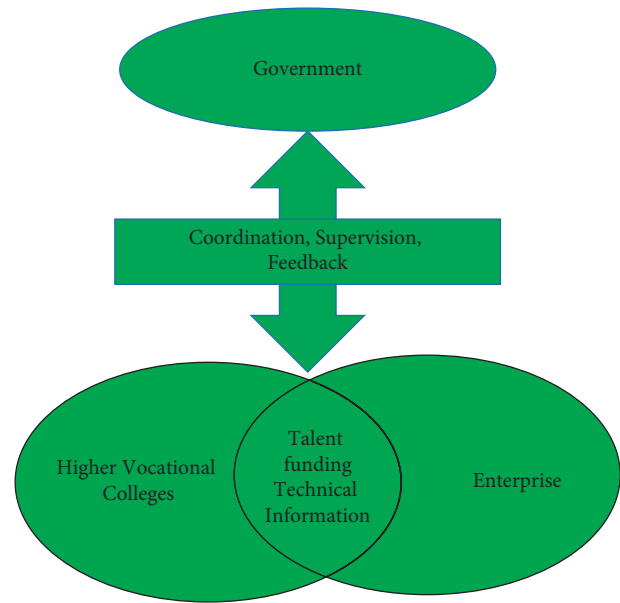 Government
Coordination, Supervision,
Feedback
Higher Vocational
Colleges
Talent
funding
Technical
Information
Enterprise